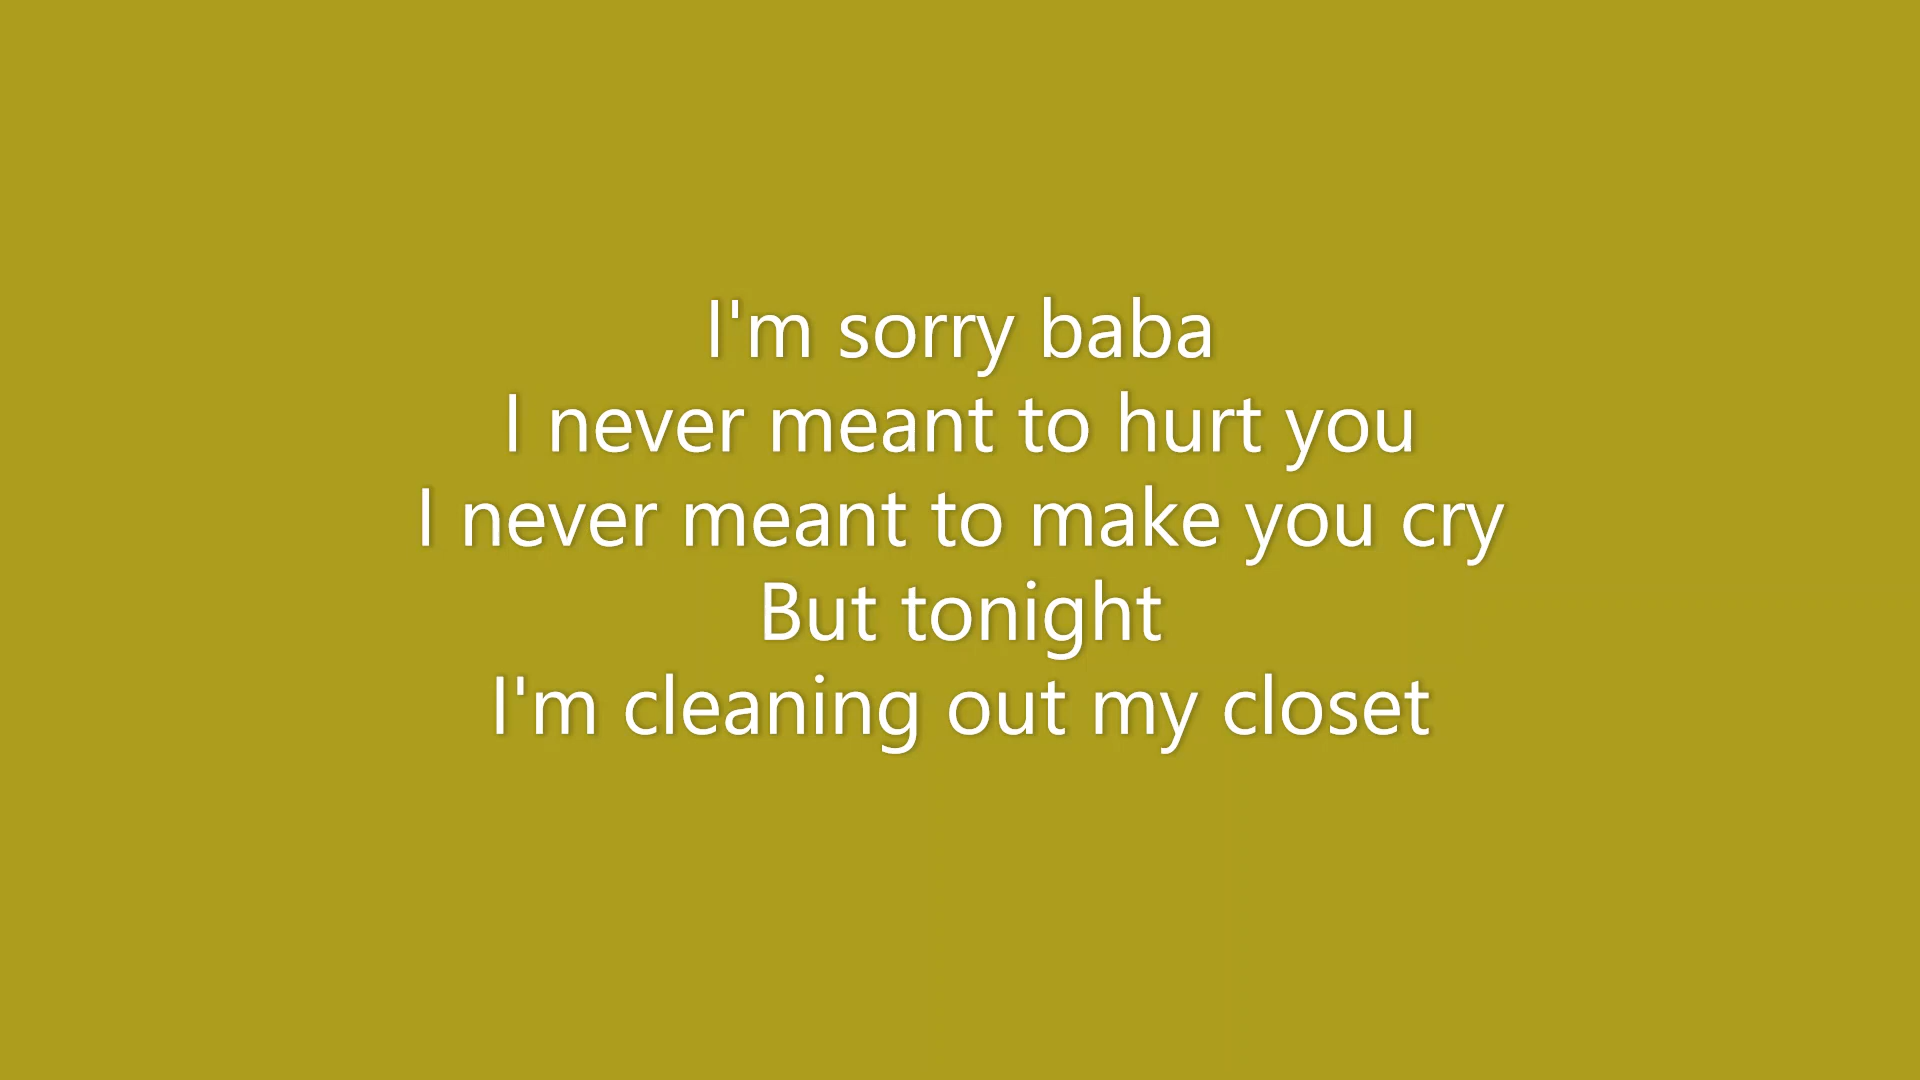 I'm sorry baba
I never meant to hurt you
I never meant to make you cry
But tonight
I'm cleaning out my closet